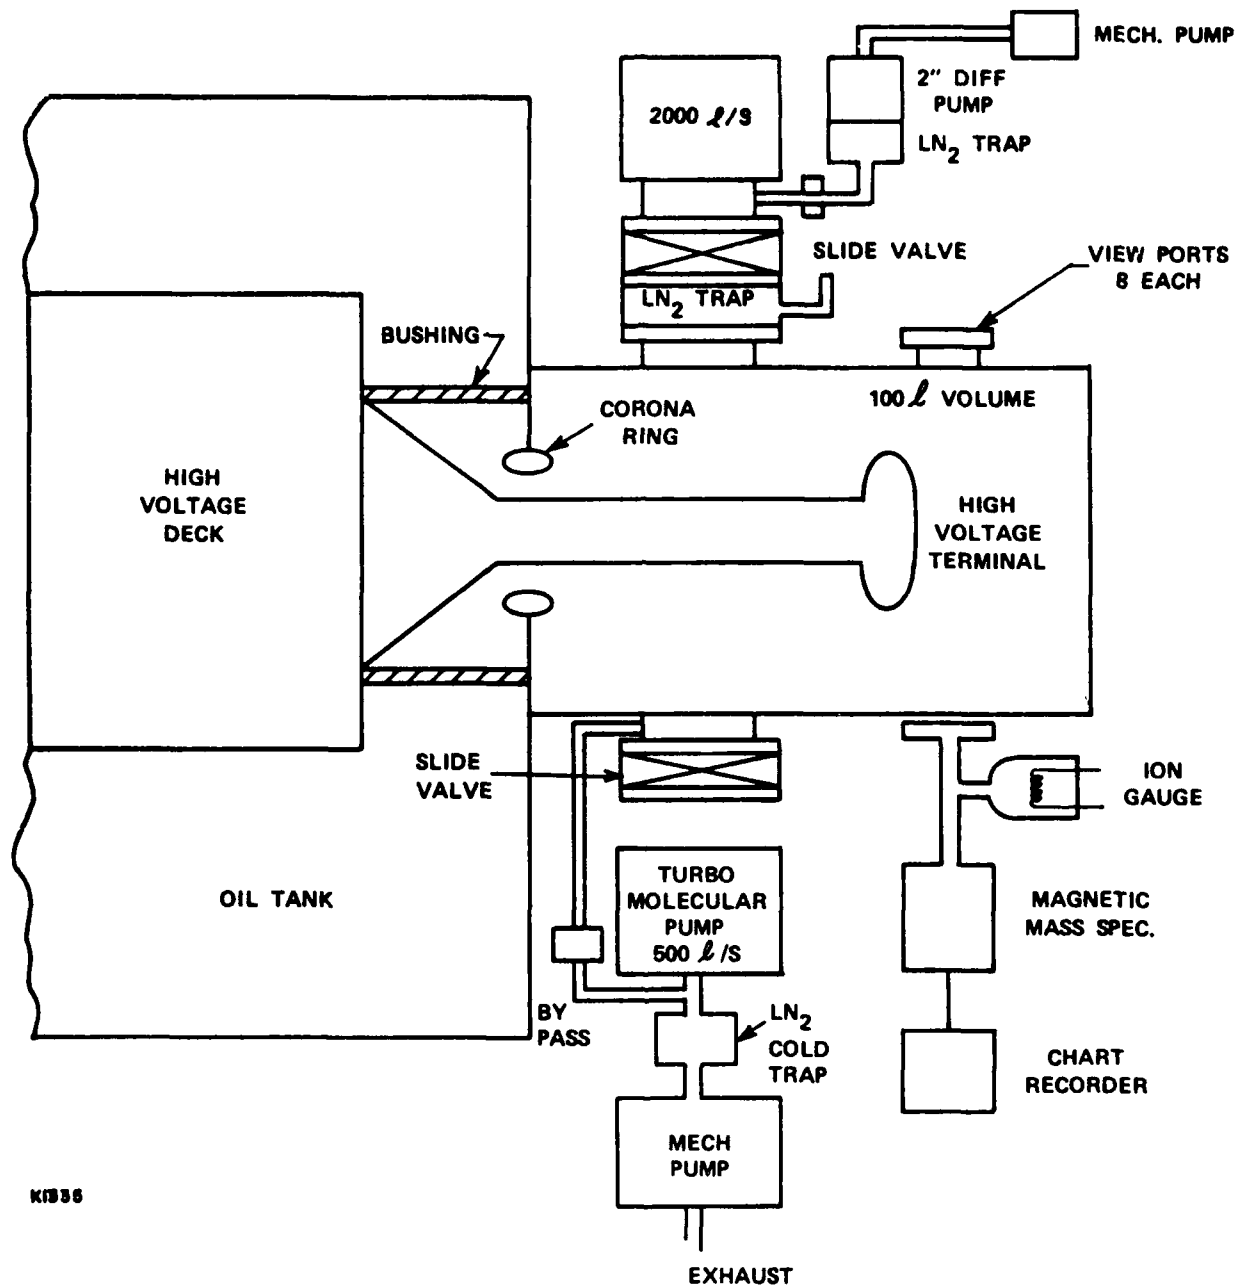 MECH. PUMP
2" DIFF
PUMP
LN2 TRAP
2000 ℓ/S
SLIDE VALVE
VIEW PORTS
8 EACH
LN2 TRAP
BUSHING
100 ℓ VOLUME
CORONA
RING
HIGH
VOLTAGE
DECK
HIGH
VOLTAGE
TERMINAL
SLIDE
VALVE
ION
GAUGE
OIL TANK
TURBO
MOLECULAR
PUMP
500 ℓ/S
MAGNETIC
MASS SPEC.
BY
PASS
LN2
COLD
TRAP
CHART
RECORDER
MECH
PUMP
EXHAUST